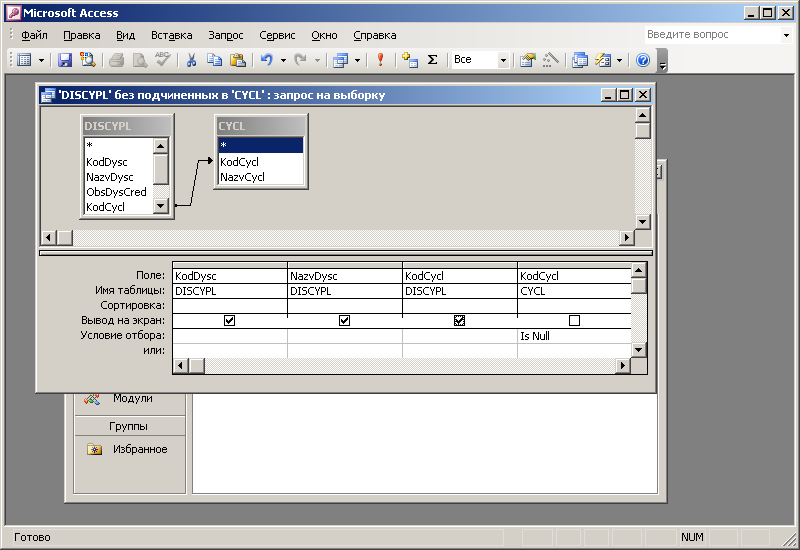 Microsoft Access
Файл Правка Вид Вставка Запрос Сервис Окно Справка Введите вопрос
ABC Σ Все
'DISCYPL' без подчиненных в 'CYCL' : запрос на выборку
DISCYPL
*
KodDysc
NazvDysc
ObsDysCred
KodCycl
CYCL
*
KodCycl
NazvCycl
Поле: KodDysc NazvDysc KodCycl KodCycl
Имя таблицы: DISCYPL DISCYPL DISCYPL CYCL
Сортировка:
Вывод на экран:
Условие отбора: Is Null
или:
Модули
Группы
Избранное
Готово NUM